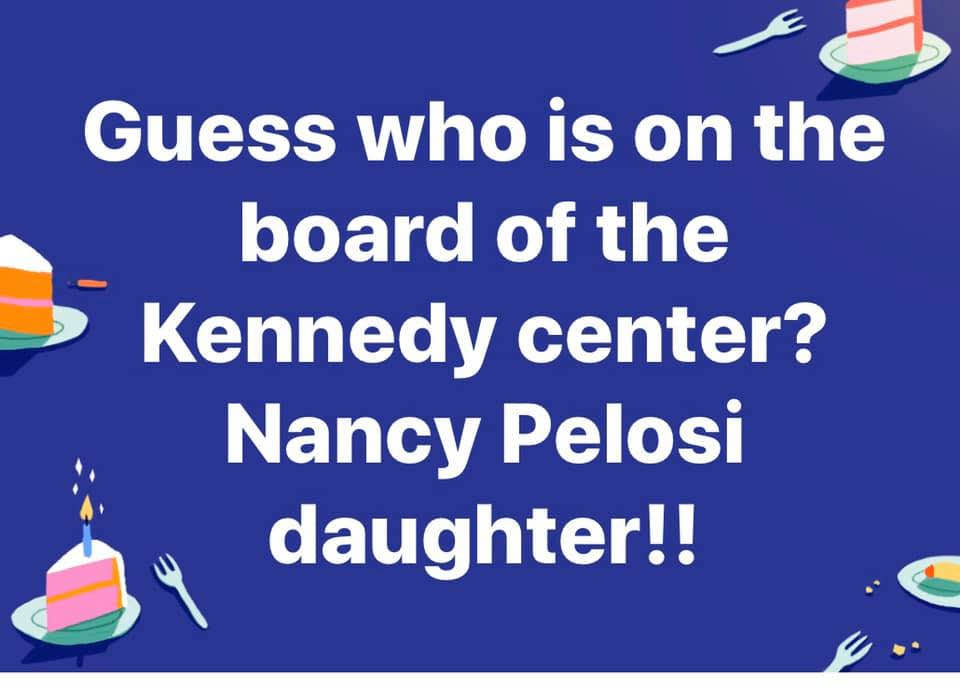 Guess who is on the
board of the
Kennedy center?
Nancy Pelosi
daughter!!